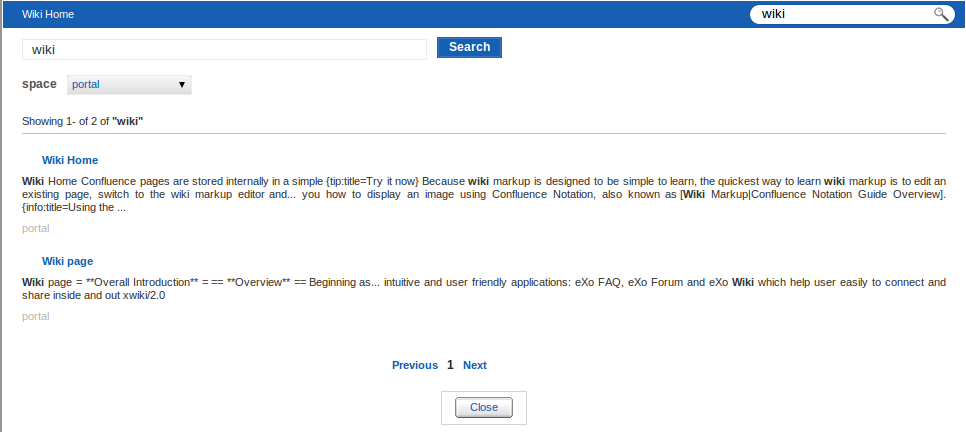 Wiki Home wiki
wiki Search
space portal
Showing 1- of 2 of "wiki"
Wiki Home
Wiki Home Confluence pages are stored internally in a simple {tip:title=Try it now} Because wiki markup is designed to be simple to learn, the quickest way to learn wiki markup is to edit an
existing page, switch to the wiki markup editor and... you how to display an image using Confluence Notation, also known as [Wiki Markup|Confluence Notation Guide Overview].
{info:title=Using the ...
portal
Wiki page
Wiki page = **Overall Introduction** = == **Overview** == Beginning as... intuitive and user friendly applications: eXo FAQ, eXo Forum and eXo Wiki which help user easily to connect and
share inside and out xwiki/2.0
portal
Previous 1 Next
Close